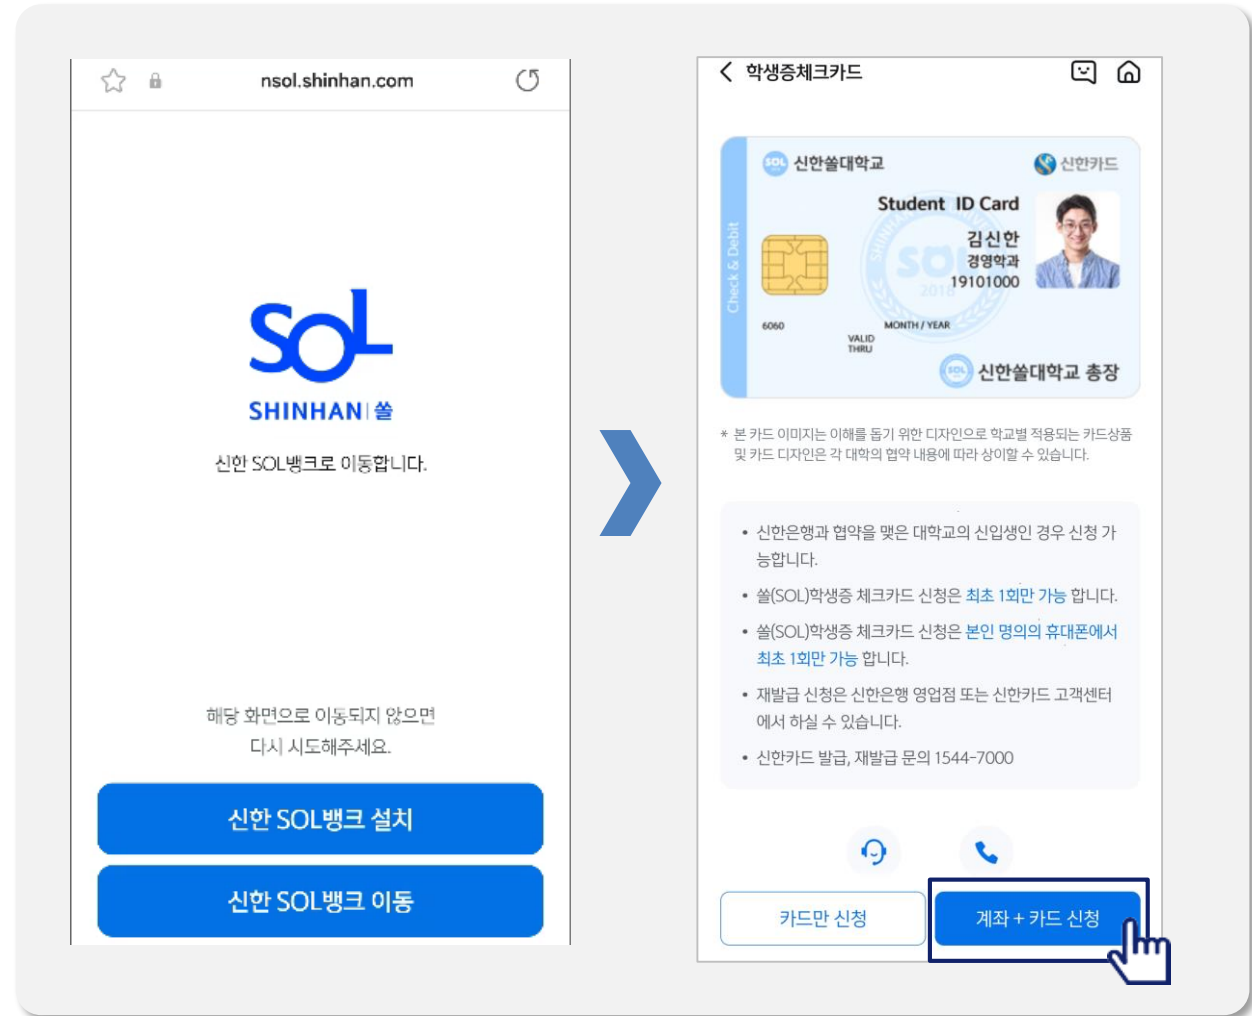 nsol.shinhan.com
SOL
SHINHAN 쏠
신한 SOL뱅크로 이동합니다.
해당 화면으로 이동되지 않으면
다시 시도해주세요.
신한 SOL뱅크 설치
신한 SOL뱅크 이동
학생증체크카드
Check & Debit
SOL 신한쏠대학교
신한카드
Student ID Card
김신한
경영학과
19101000
SOL
2018
6060
MONTH / YEAR
VALID
THRU
SOL 신한쏠대학교 총장
* 본 카드 이미지는 이해를 돕기 위한 디자인으로 학교별 적용되는 카드상품
및 카드 디자인은 각 대학의 협약 내용에 따라 상이할 수 있습니다.
• 신한은행과 협약을 맺은 대학교의 신입생인 경우 신청 가
능합니다.
• 쏠(SOL)학생증 체크카드 신청은 최초 1회만 가능 합니다.
• 쏠(SOL)학생증 체크카드 신청은 본인 명의의 휴대폰에서
최초 1회만 가능 합니다.
• 재발급 신청은 신한은행 영업점 또는 신한카드 고객센터
에서 하실 수 있습니다.
• 신한카드 발급, 재발급 문의 1544-7000
카드만 신청
계좌 + 카드 신청